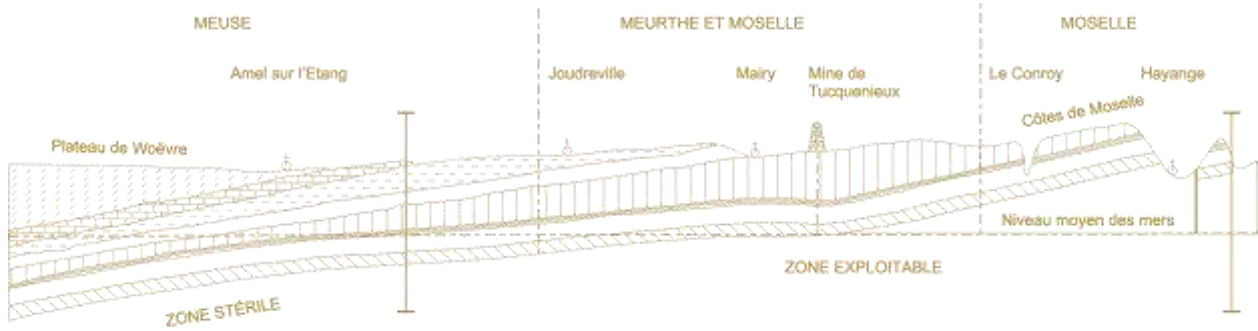 MEUSE
MEURTHE ET MOSELLE
MOSELLE
Amel sur l'Etang
Joudreville
Mairy
Mine de
Tucquenieux
Le Conroy
Hayange
Côtes de Moselle
Plateau de Woëvre
Niveau moyen des mers
ZONE EXPLOITABLE
ZONE STÉRILE